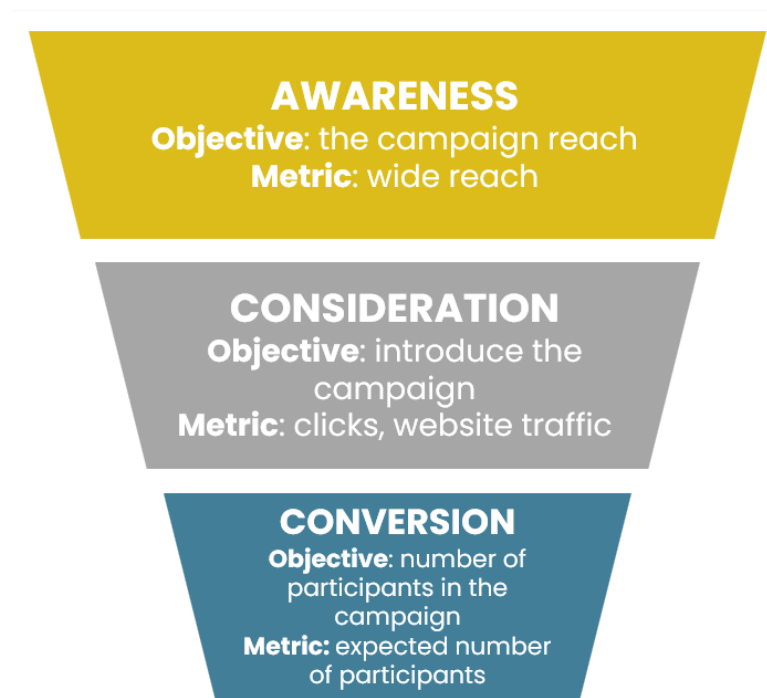 AWARENESS
Objective: the campaign reach
Metric: wide reach
CONSIDERATION
Objective: introduce the
campaign
Metric: clicks, website traffic
CONVERSION
Objective: number of
participants in the
campaign
Metric: expected number
of participants